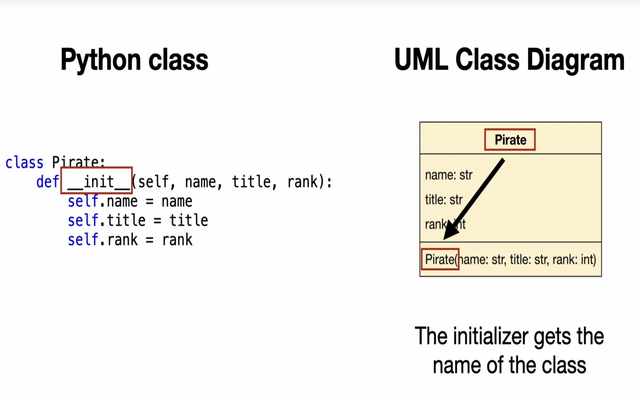 Python class
UML Class Diagram
class Pirate:
def __init__(self, name, title, rank):
self.name = name
self.title = title
self.rank = rank
Pirate
name: str
title: str
rank: int
Pirate(name: str, title: str, rank: int)
The initializer gets the
name of the class